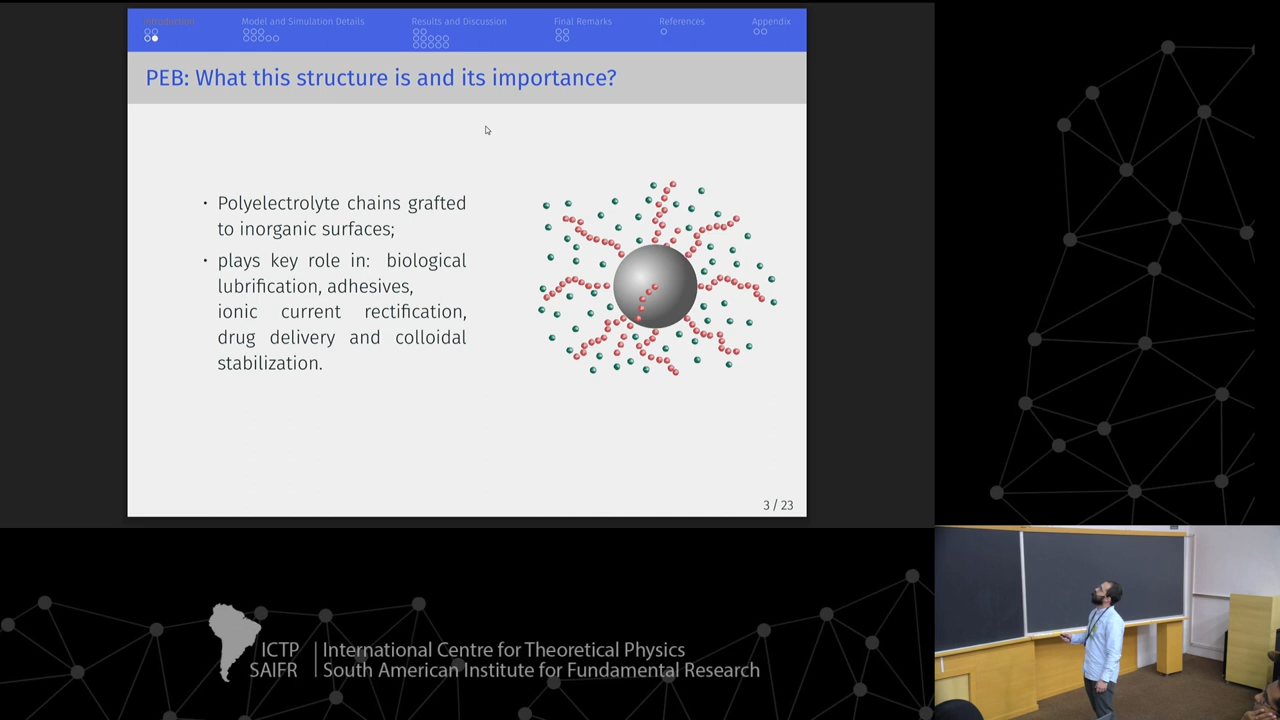 Introduction
Model and Simulation Details
Results and Discussion
Final Remarks
References
Appendix
PEB: What this structure is and its importance?
• Polyelectrolyte chains grafted
to inorganic surfaces;
• plays key role in: biological
lubrification, adhesives,
ionic current rectification,
drug delivery and colloidal
stabilization.
3 / 23
ICTP | International Centre for Theoretical Physics
SAIFR | South American Institute for Fundamental Research